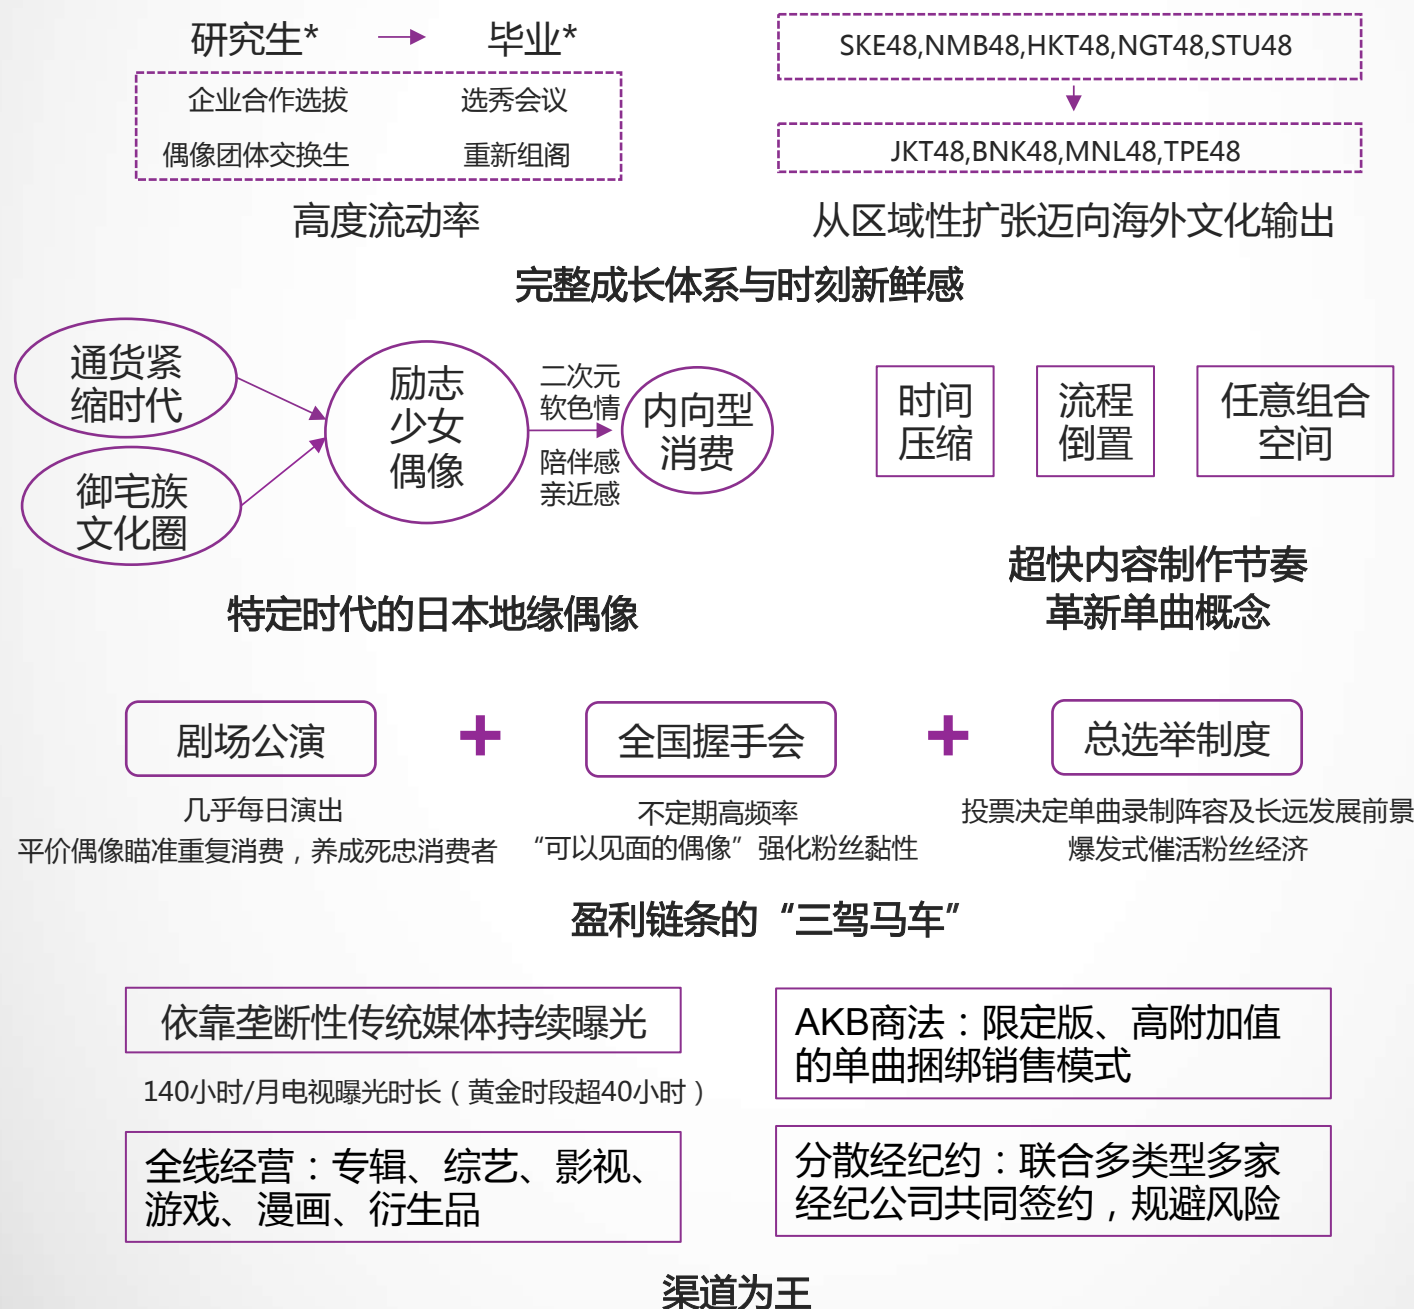 研究生*
毕业*
企业合作选拔
选秀会议
偶像团体交换生
重新组阁
高度流动率
SKE48,NMB48,HKT48,NGT48,STU48
JKT48,BNK48,MNL48,TPE48
从区域性扩张迈向海外文化输出
完整成长体系与时刻新鲜感
通货紧
缩时代
御宅族
文化圈
励志
少女
偶像
二次元
软色情
陪伴感
亲近感
内向型
消费
特定时代的日本地缘偶像
时间
压缩
流程
倒置
任意组合
空间
超快内容制作节奏
革新单曲概念
剧场公演
几乎每日演出
平价偶像瞄准重复消费，养成死忠消费者
全国握手会
不定期高频率
“可以见面的偶像”强化粉丝黏性
总选举制度
投票决定单曲录制阵容及长远发展前景
爆发式催活粉丝经济
盈利链条的“三驾马车”
依靠垄断性传统媒体持续曝光
140小时/月电视曝光时长（黄金时段超40小时）
AKB商法：限定版、高附加值
的单曲捆绑销售模式
全线经营：专辑、综艺、影视、
游戏、漫画、衍生品
分散经纪约：联合多类型多家
经纪公司共同签约，规避风险
渠道为王